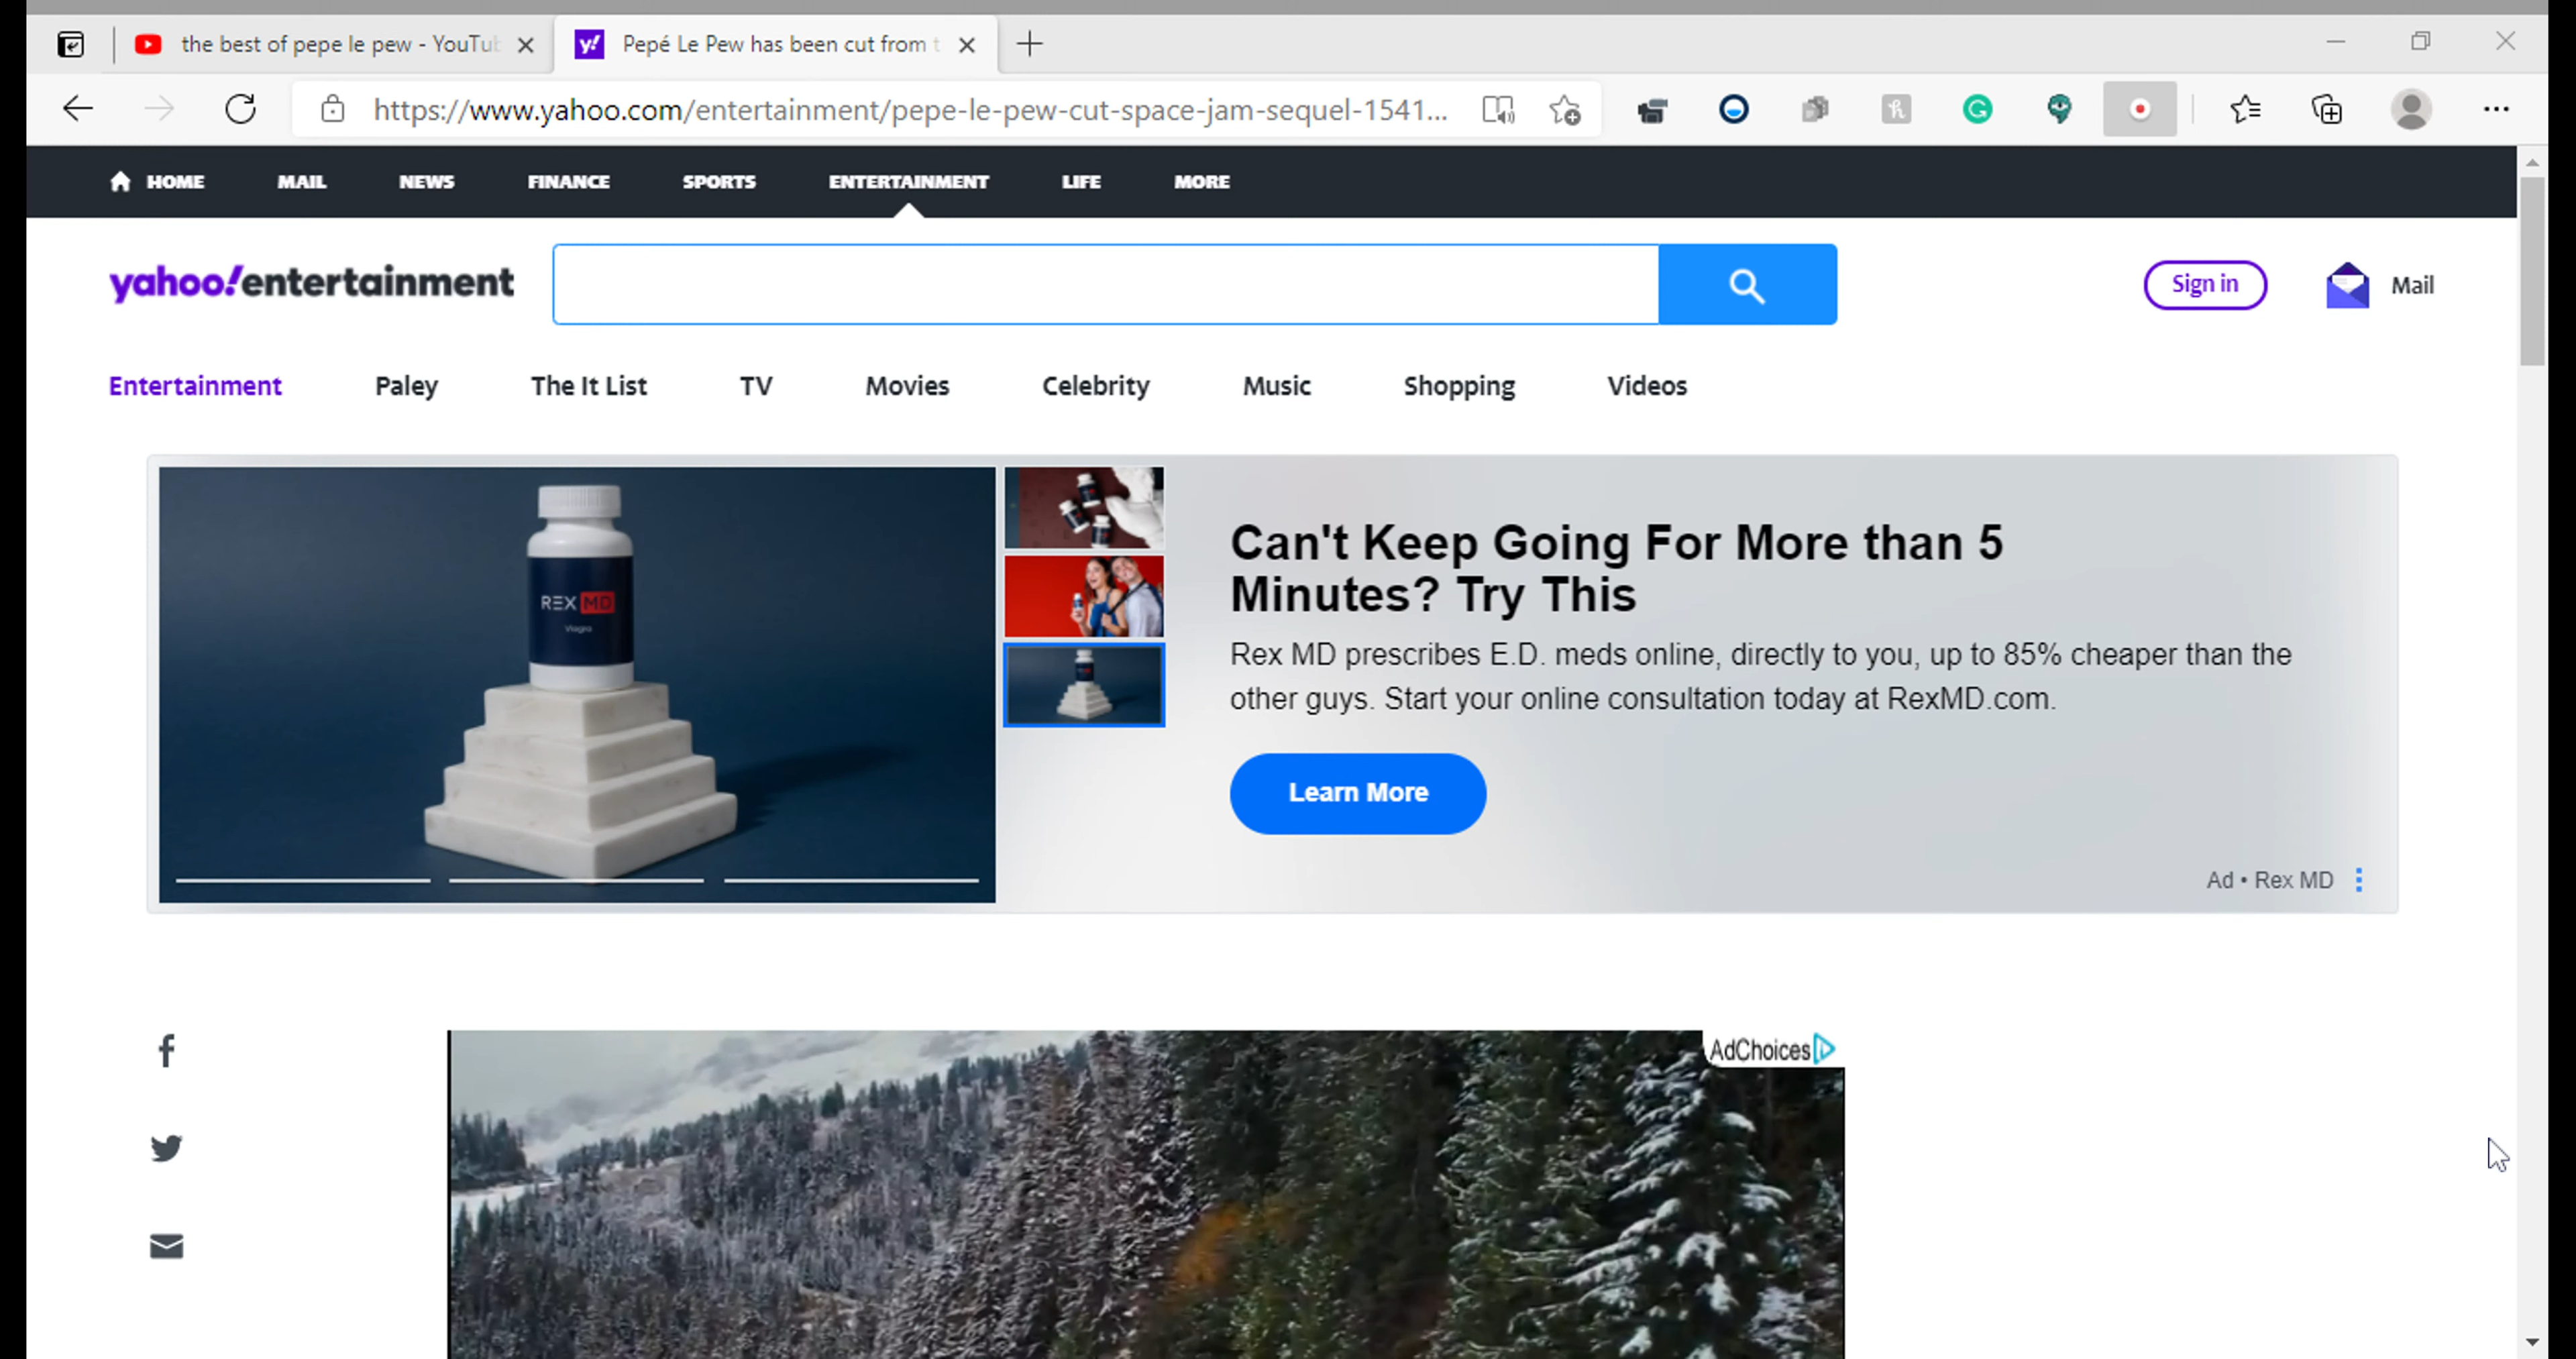 the best of pepe le pew - YouTu
Pepé Le Pew has been cut from t
https://www.yahoo.com/entertainment/pepe-le-pew-cut-space-jam-sequel-1541...
HOME MAIL NEWS FINANCE SPORTS ENTERTAINMENT LIFE MORE
yahoo!entertainment
Sign in
Mail
Entertainment Paley The It List TV Movies Celebrity Music Shopping Videos
REX MD
Viagra
Can't Keep Going For More than 5
Minutes? Try This
Rex MD prescribes E.D. meds online, directly to you, up to 85% cheaper than the
other guys. Start your online consultation today at RexMD.com.
Learn More
Ad • Rex MD
AdChoices